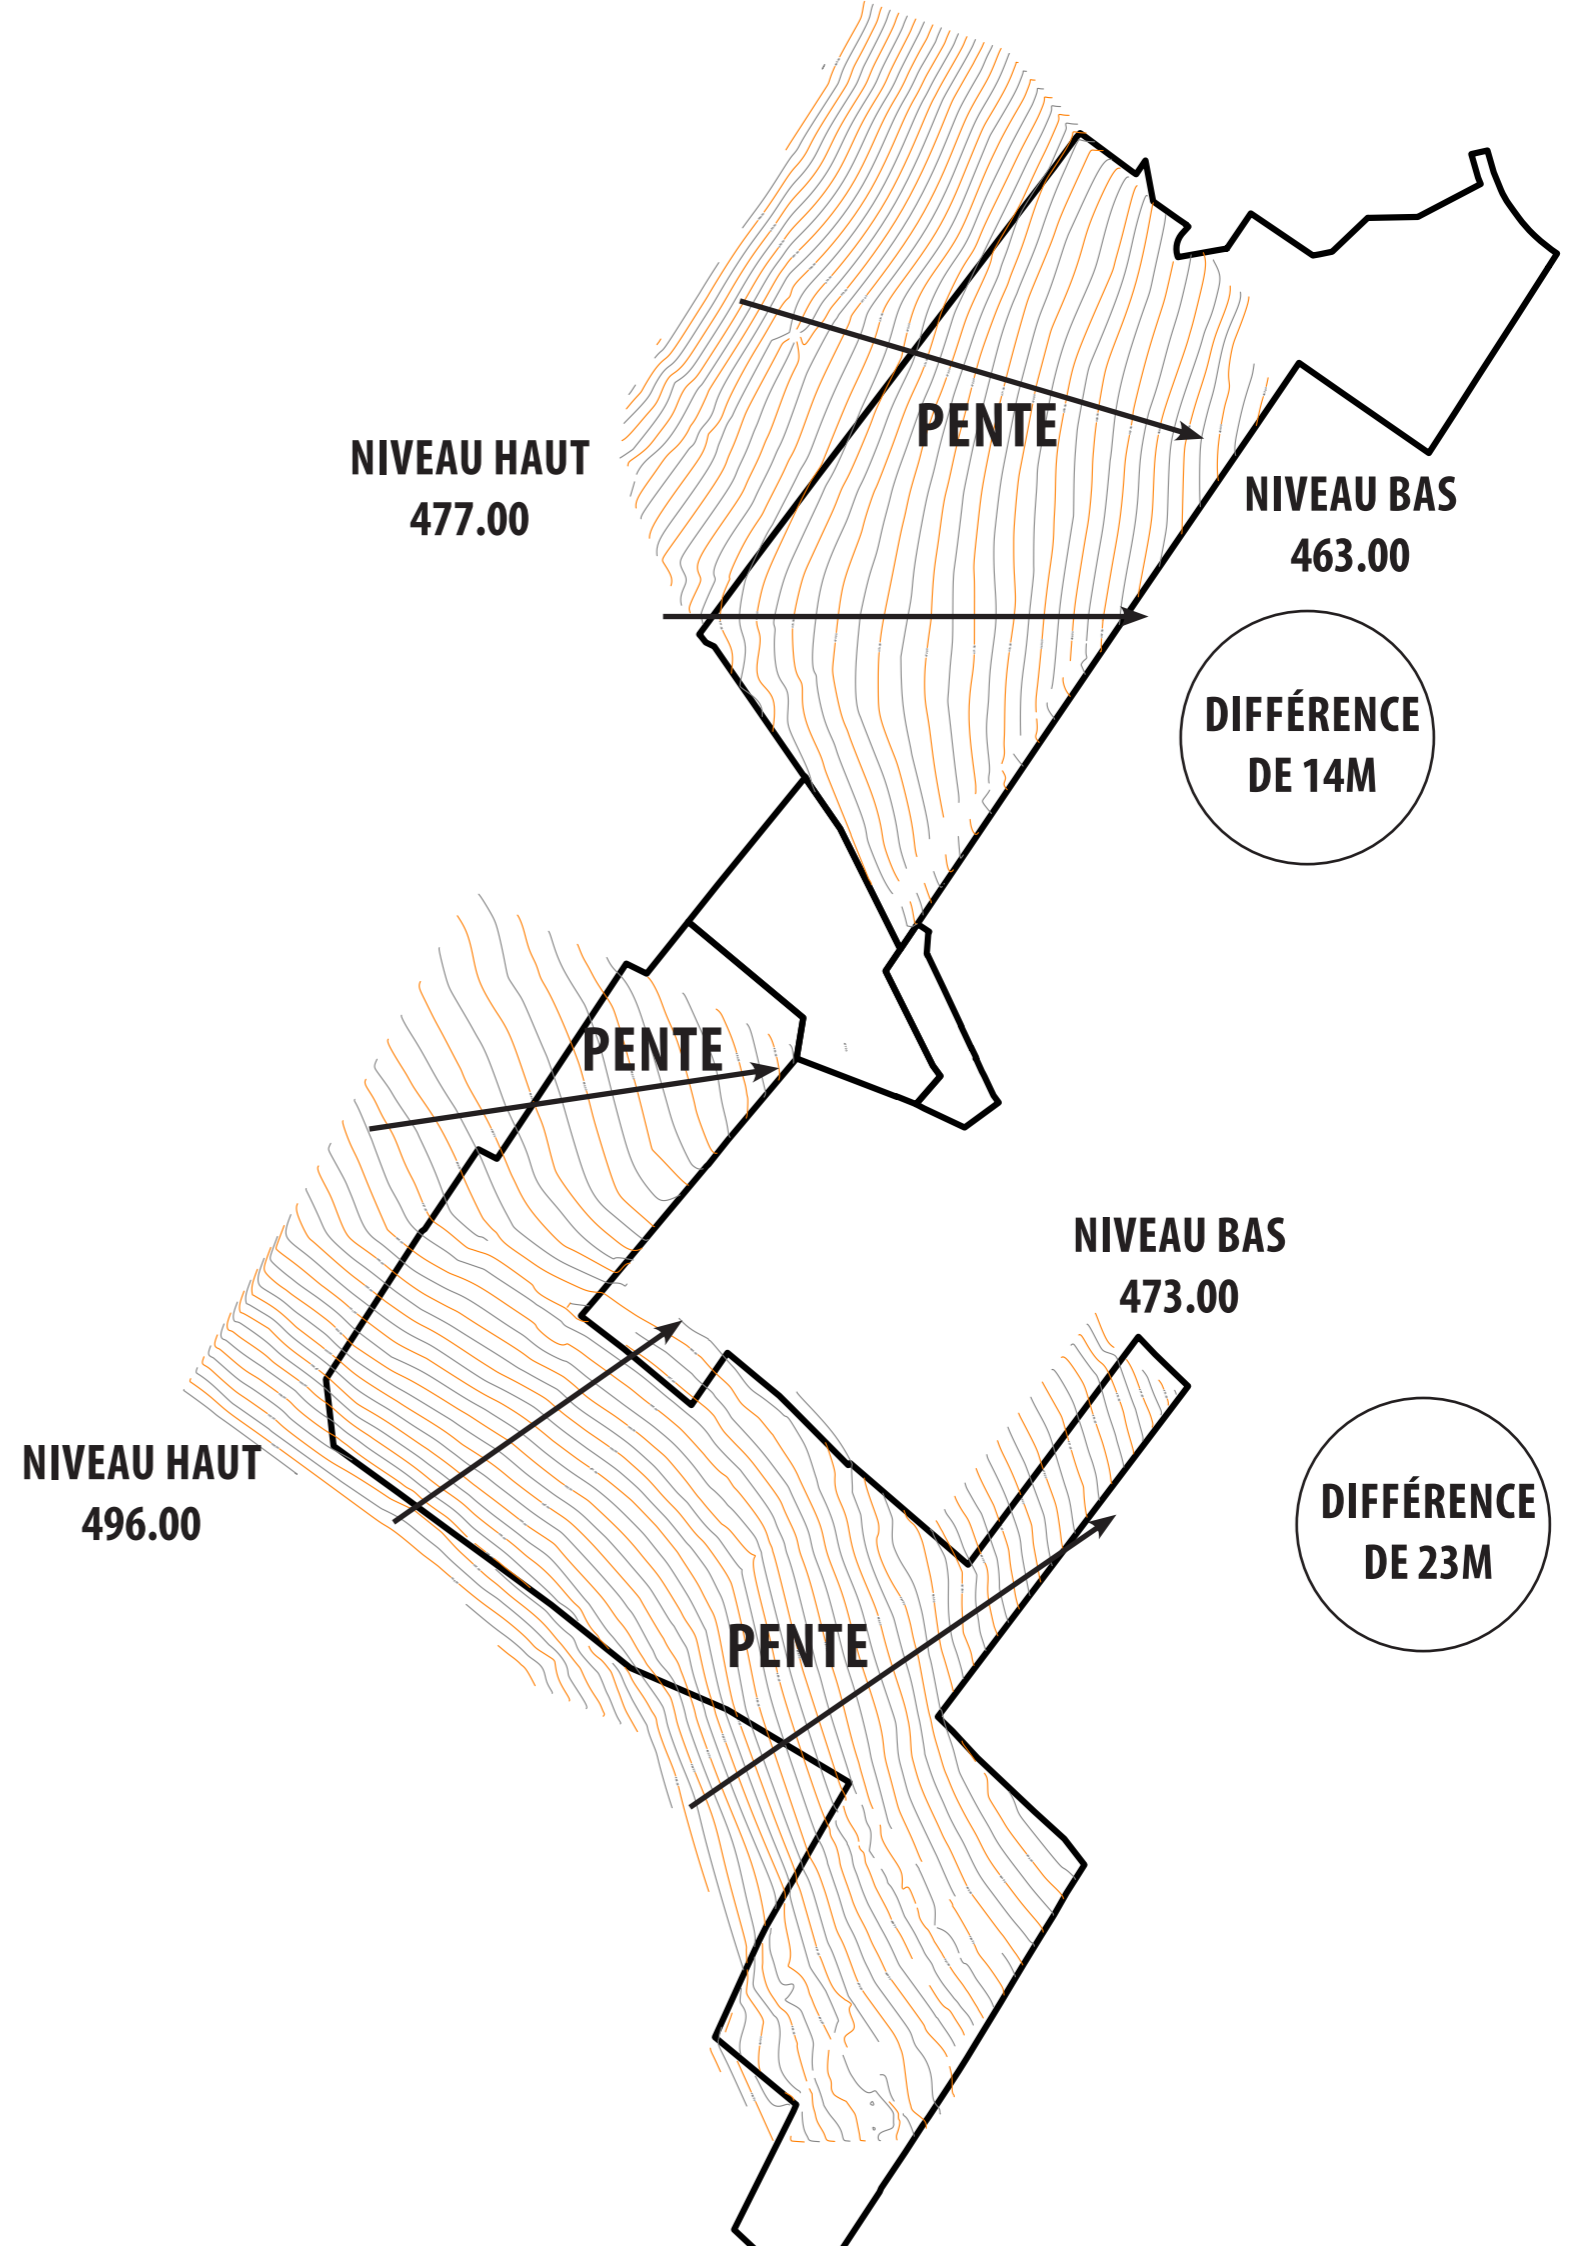 PENTE
NIVEAU HAUT
477.00
NIVEAU BAS
463.00
DIFFÉRENCE
DE 14M
PENTE
NIVEAU BAS
473.00
NIVEAU HAUT
496.00
DIFFÉRENCE
DE 23M
PENTE